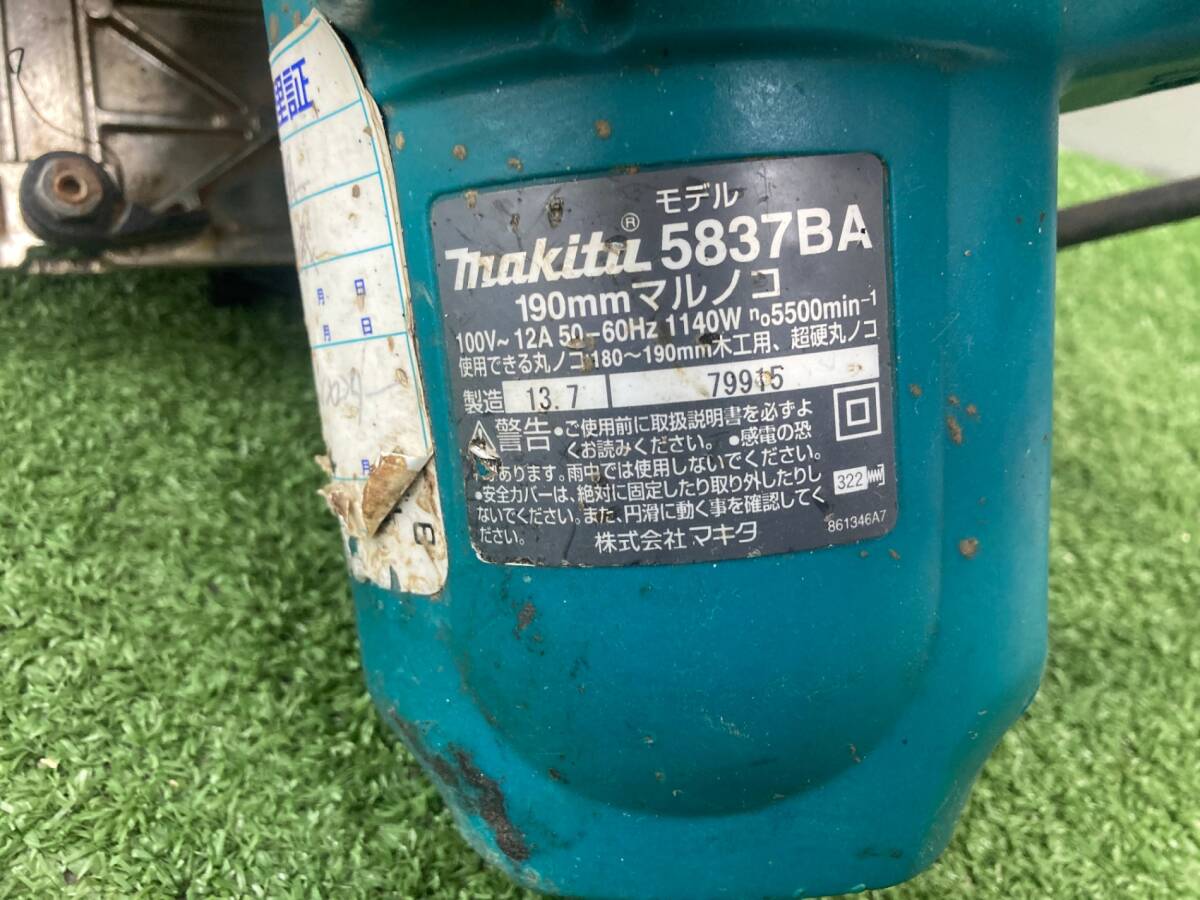 理証
月 日
月 日
月
モデル
makita® 5837BA
190mmマルノコ
100V~ 12A 50-60Hz 1140W n₀5500min⁻¹
使用できる丸ノコ 180~190mm木工用、超硬丸ノコ
製造 13.7 79915
警告 •ご使用前に取扱説明書を必ずよ
くお読みください。 •感電の恐
れがあります。雨中では使用しないでください。
•安全カバーは、絶対に固定したり取り外したりし
ないでください。また、円滑に動く事を確認してく
ださい。
株式会社 マキタ
322
861346A7